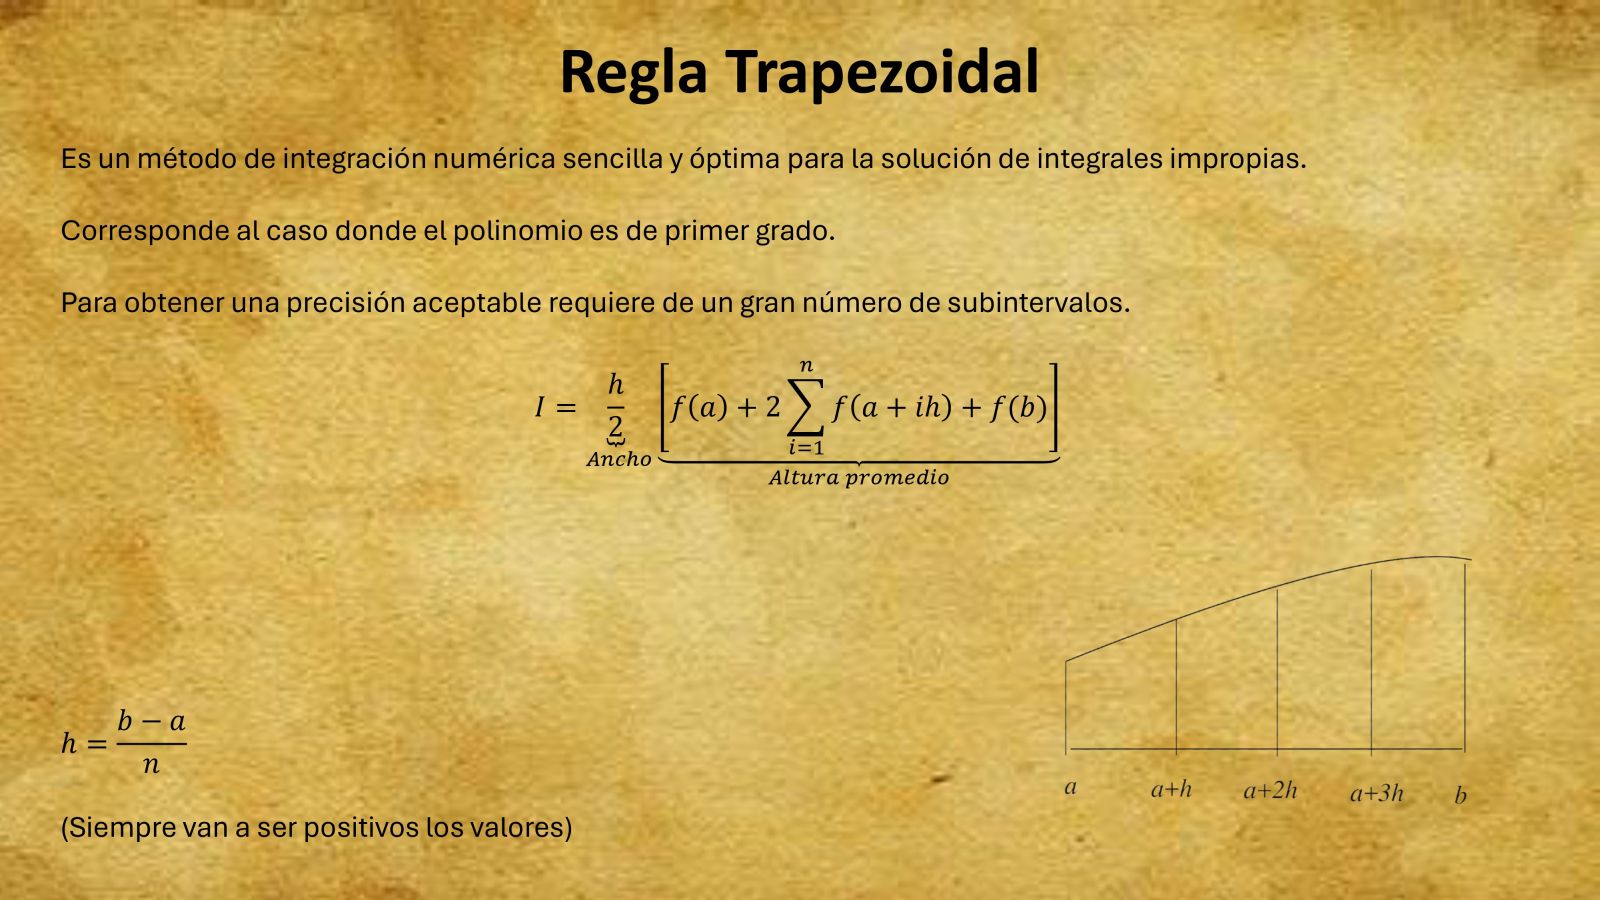 Regla Trapezoidal
Es un método de integración numérica sencilla y óptima para la solución de integrales impropias.
Corresponde al caso donde el polinomio es de primer grado.
Para obtener una precisión aceptable requiere de un gran número de subintervalos.
I = h/2 [f(a) + 2 ∑_{i=1}^{n} f(a + ih) + f(b)]
Ancho
Altura promedio
h = (b − a)/n
a a+h a+2h a+3h b
(Siempre van a ser positivos los valores)